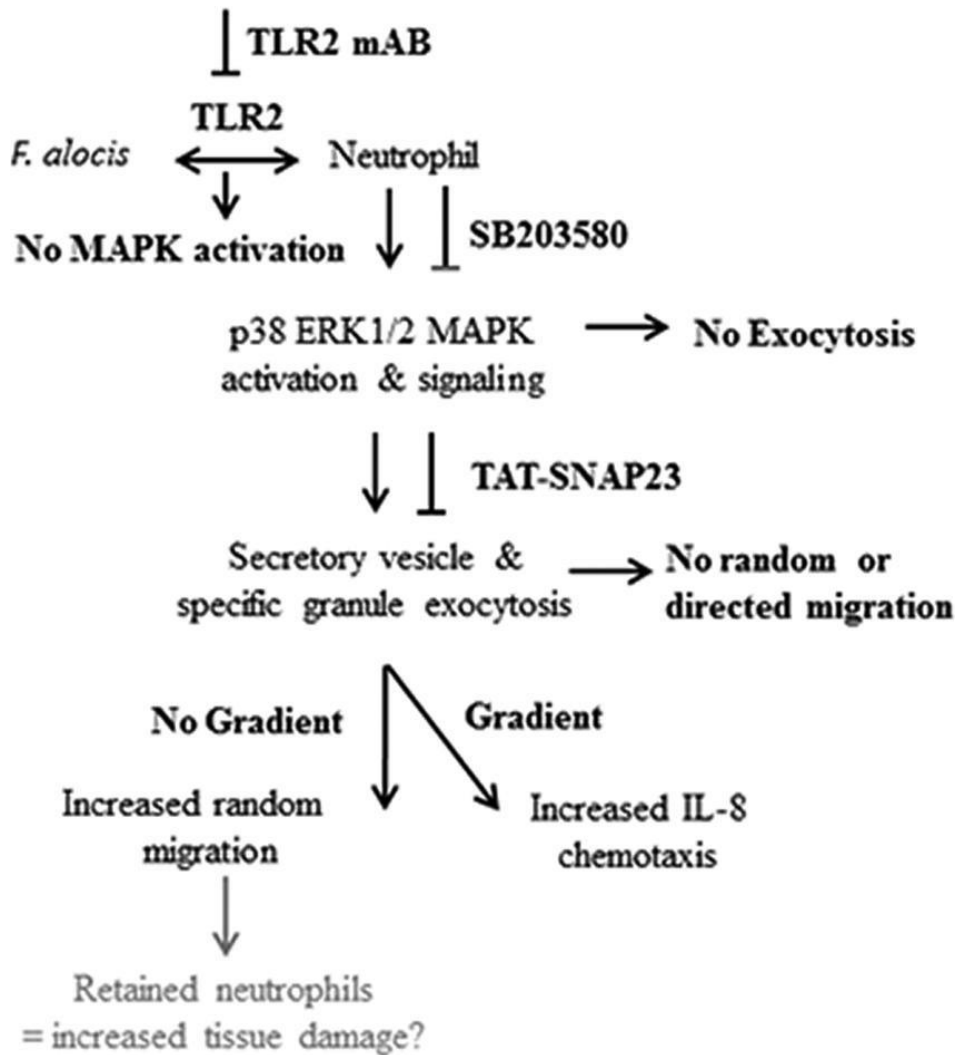 TLR2 mAB
TLR2
F. alocis
Neutrophil
No MAPK activation
SB203580
p38 ERK1/2 MAPK
activation & signaling
No Exocytosis
TAT-SNAP23
Secretory vesicle &
specific granule exocytosis
No random or
directed migration
No Gradient
Gradient
Increased random
migration
Increased IL-8
chemotaxis
Retained neutrophils
= increased tissue damage?